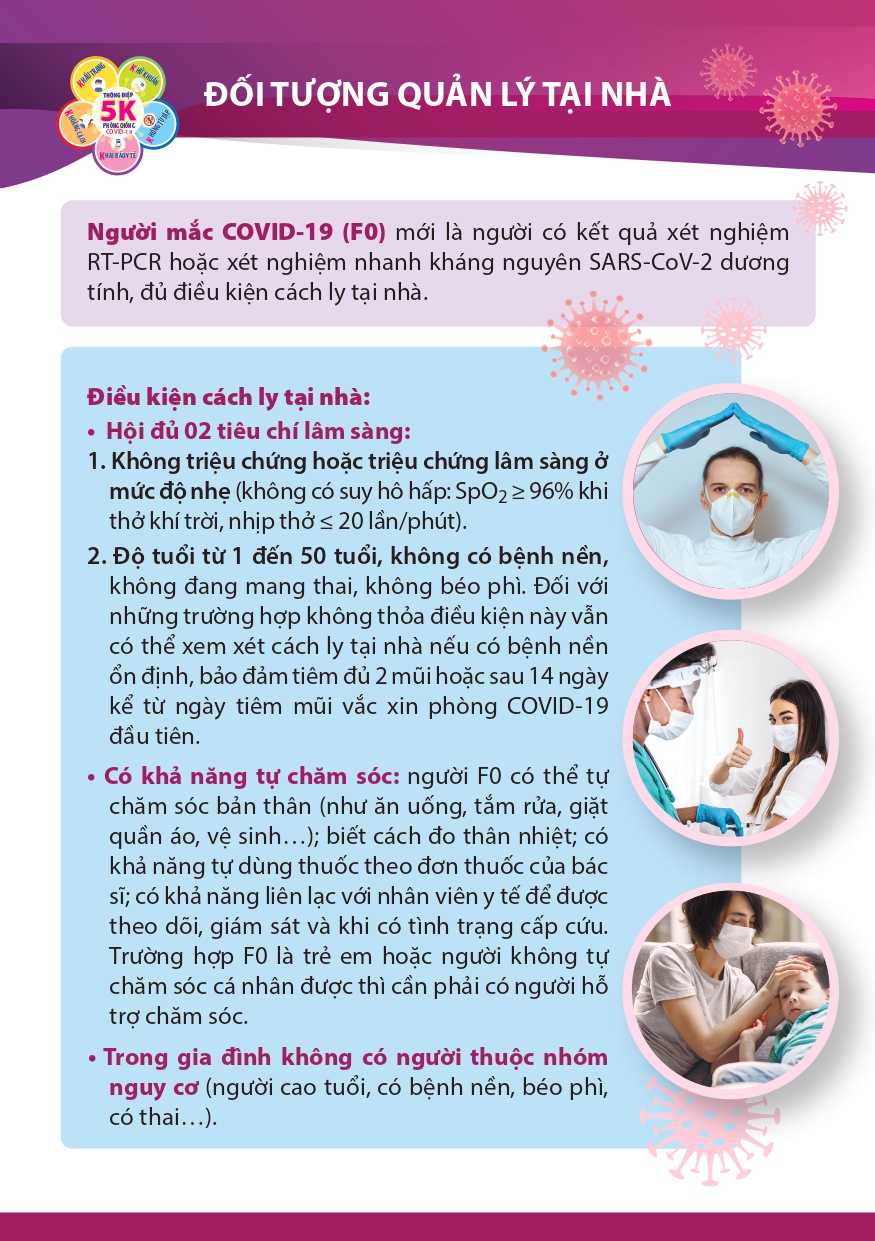 KHẨU TRANG
KHỬ KHUẨN
THÔNG ĐIỆP
5K
PHÒNG CHỐNG
COVID-19
KHOẢNG CÁCH
KHÔNG TỤ TẬP
KHAI BÁO Y TẾ
ĐỐI TƯỢNG QUẢN LÝ TẠI NHÀ
Người mắc COVID-19 (F0) mới là người có kết quả xét nghiệm
RT-PCR hoặc xét nghiệm nhanh kháng nguyên SARS-CoV-2 dương
tính, đủ điều kiện cách ly tại nhà.
Điều kiện cách ly tại nhà:
• Hội đủ 02 tiêu chí lâm sàng:
1. Không triệu chứng hoặc triệu chứng lâm sàng ở
mức độ nhẹ (không có suy hô hấp: SpO₂ ≥ 96% khi
thở khí trời, nhịp thở ≤ 20 lần/phút).
2. Độ tuổi từ 1 đến 50 tuổi, không có bệnh nền,
không đang mang thai, không béo phì. Đối với
những trường hợp không thỏa điều kiện này vẫn
có thể xem xét cách ly tại nhà nếu có bệnh nền
ổn định, bảo đảm tiêm đủ 2 mũi hoặc sau 14 ngày
kể từ ngày tiêm mũi vắc xin phòng COVID-19
đầu tiên.
• Có khả năng tự chăm sóc: người F0 có thể tự
chăm sóc bản thân (như ăn uống, tắm rửa, giặt
quần áo, vệ sinh…); biết cách đo thân nhiệt; có
khả năng tự dùng thuốc theo đơn thuốc của bác
sĩ; có khả năng liên lạc với nhân viên y tế để được
theo dõi, giám sát và khi có tình trạng cấp cứu.
Trường hợp F0 là trẻ em hoặc người không tự
chăm sóc cá nhân được thì cần phải có người hỗ
trợ chăm sóc.
• Trong gia đình không có người thuộc nhóm
nguy cơ (người cao tuổi, có bệnh nền, béo phì,
có thai…).